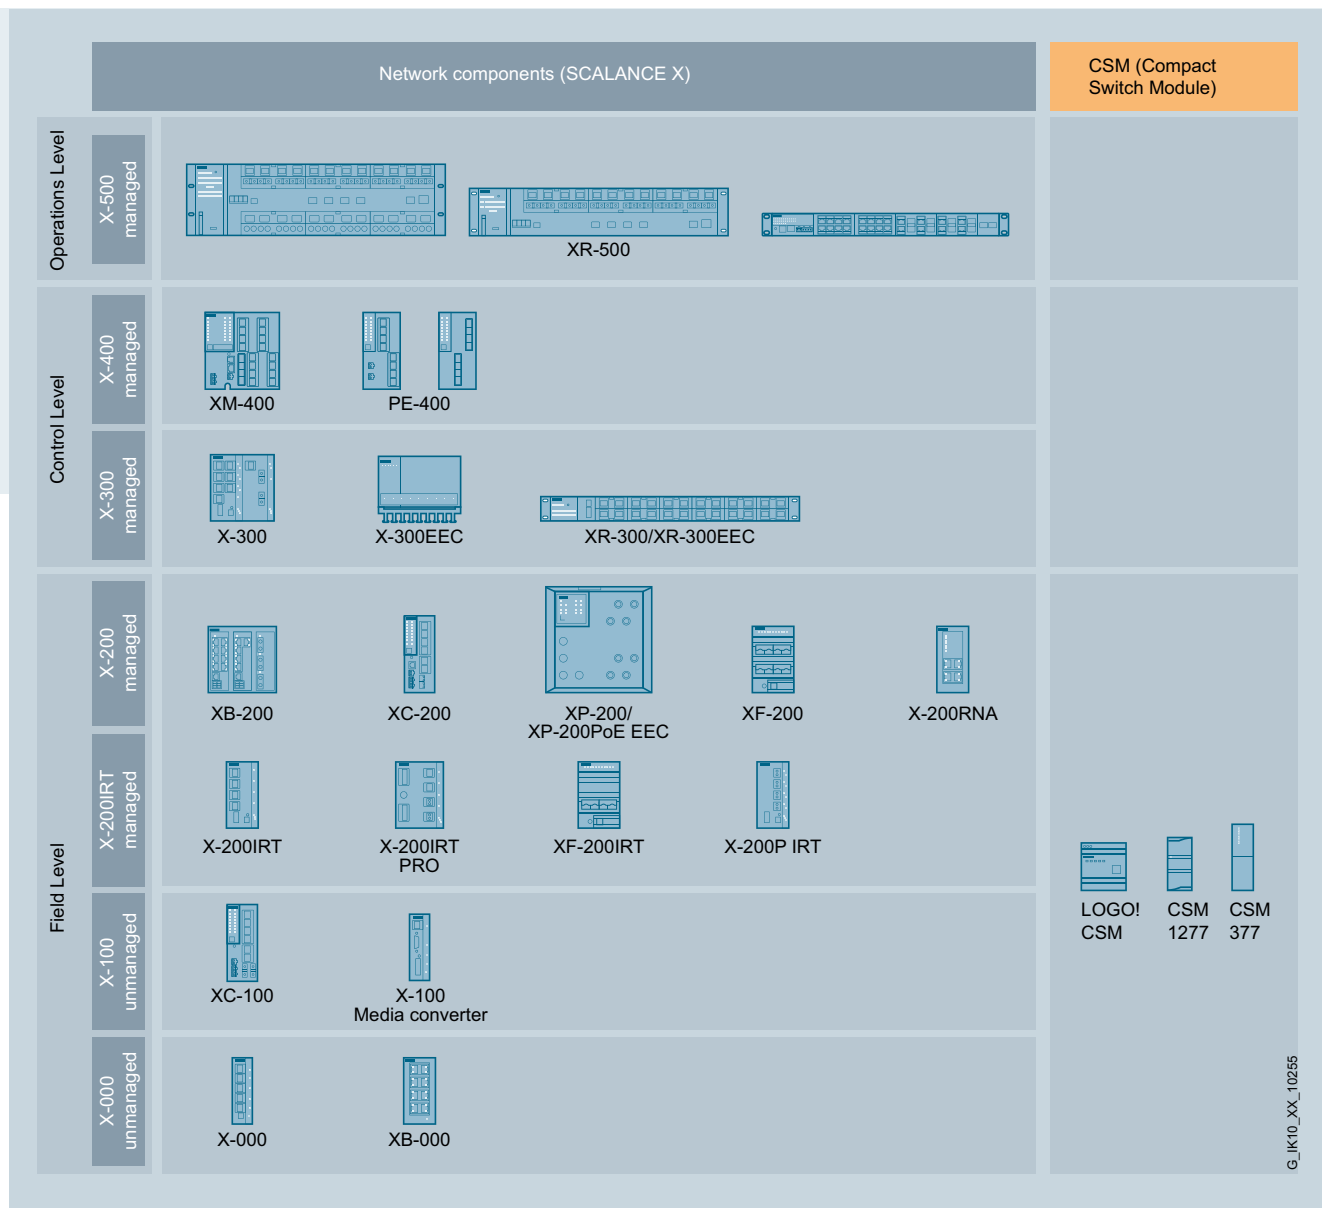 Network components (SCALANCE X)
CSM (Compact
Switch Module)
Operations Level
X-500
managed
XR-500
Control Level
X-400
managed
XM-400
PE-400
X-300
managed
X-300
X-300EEC
XR-300/XR-300EEC
Field Level
X-200
managed
XB-200
XC-200
XP-200/
XP-200PoE EEC
XF-200
X-200RNA
X-200IRT
managed
X-200IRT
X-200IRT
PRO
XF-200IRT
X-200P IRT
X-100
unmanaged
XC-100
X-100
Media converter
X-000
unmanaged
X-000
XB-000
LOGO!
CSM
CSM
1277
CSM
377
G_IK10_XX_10255